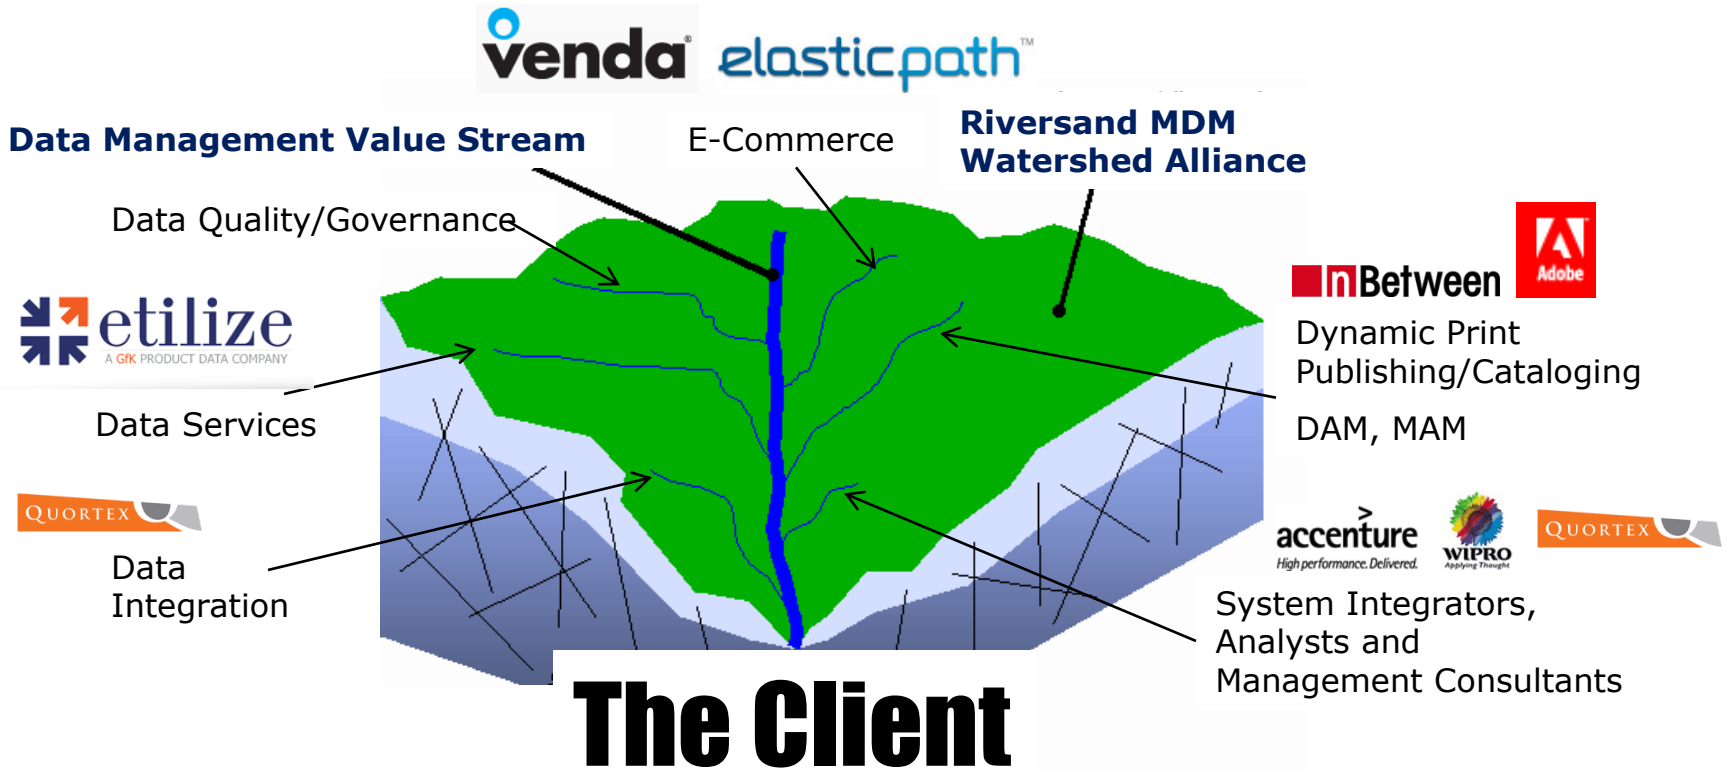 venda®
elasticpath™
Data Management Value Stream
E-Commerce
Riversand MDM
Watershed Alliance
Data Quality/Governance
etilize
A GfK PRODUCT DATA COMPANY
Data Services
QUORTEX
Data
Integration
nBetween
Adobe
Dynamic Print
Publishing/Cataloging
DAM, MAM
accenture
High performance. Delivered.
WIPRO
Applying Thought
QUORTEX
System Integrators,
Analysts and
Management Consultants
The Client